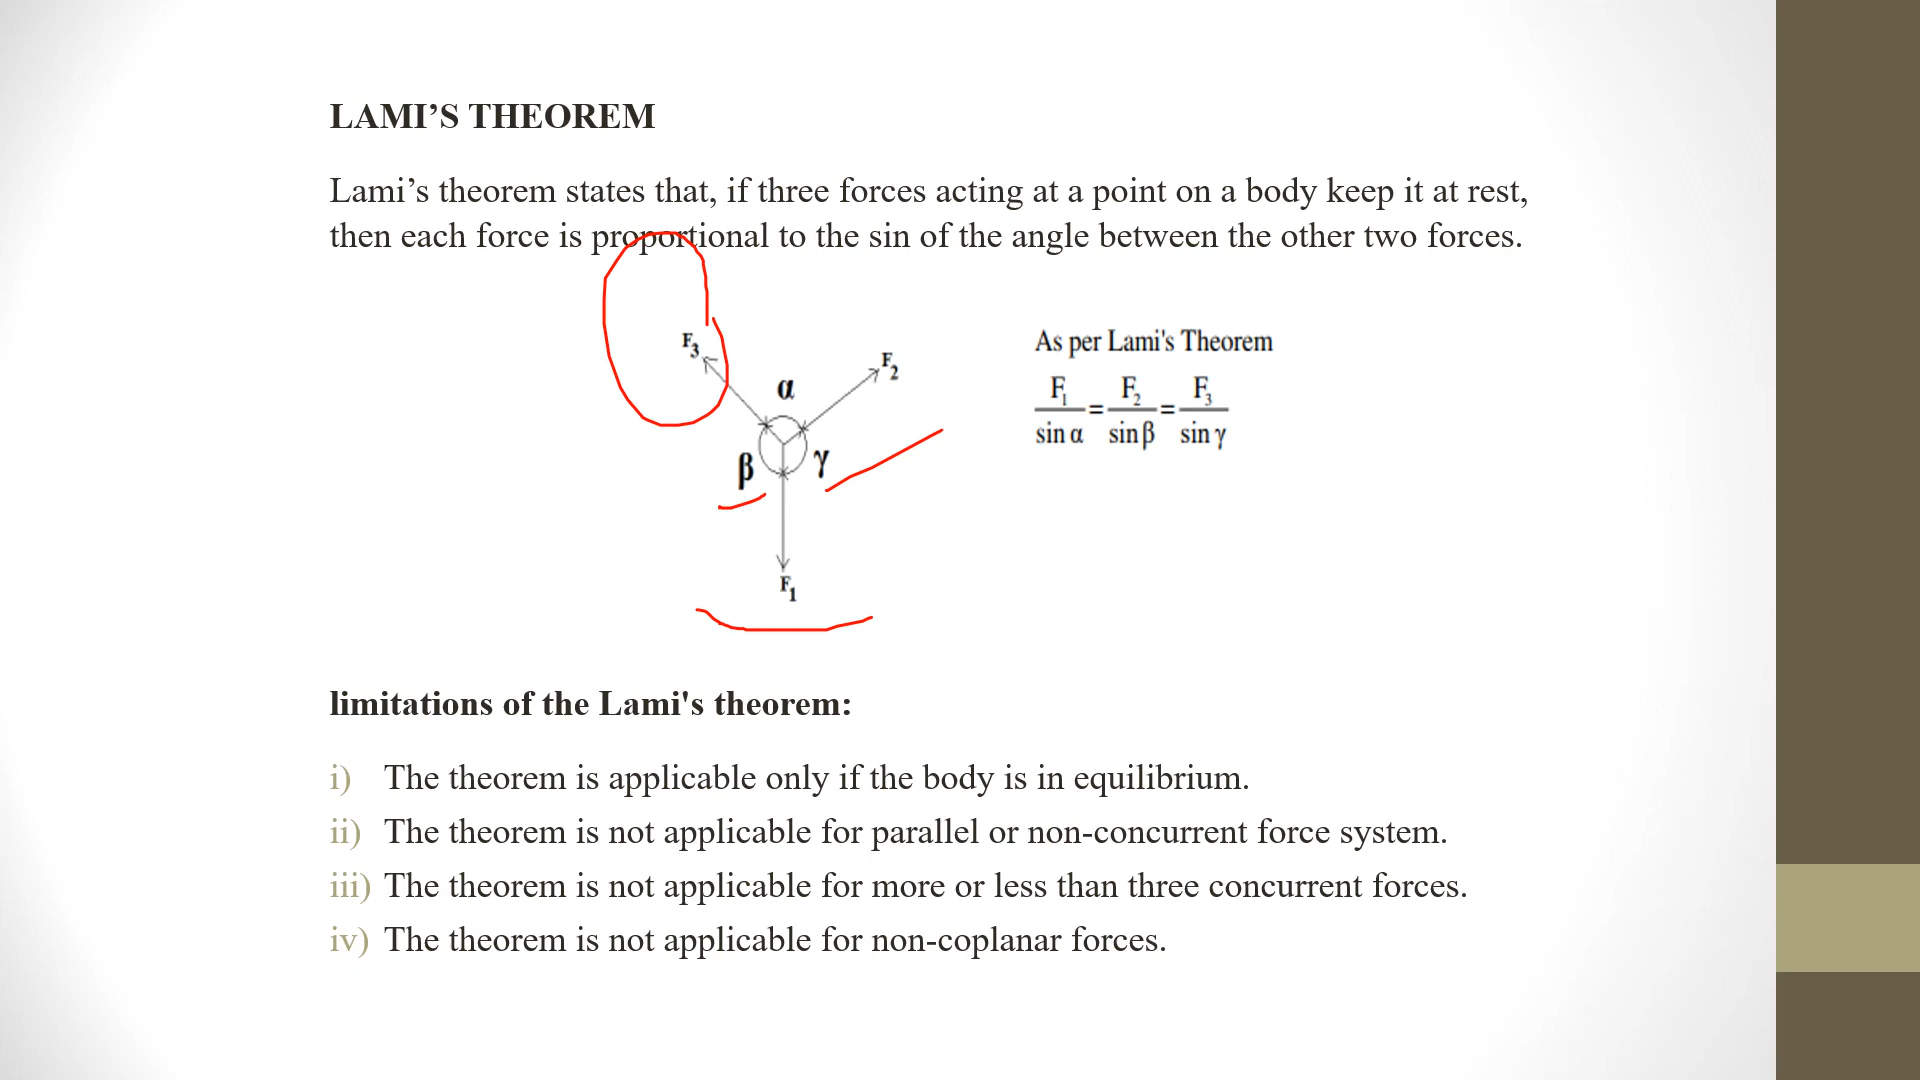 LAMI’S THEOREM
Lami’s theorem states that, if three forces acting at a point on a body keep it at rest,
then each force is proportional to the sin of the angle between the other two forces.
F₃
F₂
α
β
γ
F₁
As per Lami's Theorem
F₁/sin α = F₂/sin β = F₃/sin γ
limitations of the Lami's theorem:
i) The theorem is applicable only if the body is in equilibrium.
ii) The theorem is not applicable for parallel or non-concurrent force system.
iii) The theorem is not applicable for more or less than three concurrent forces.
iv) The theorem is not applicable for non-coplanar forces.